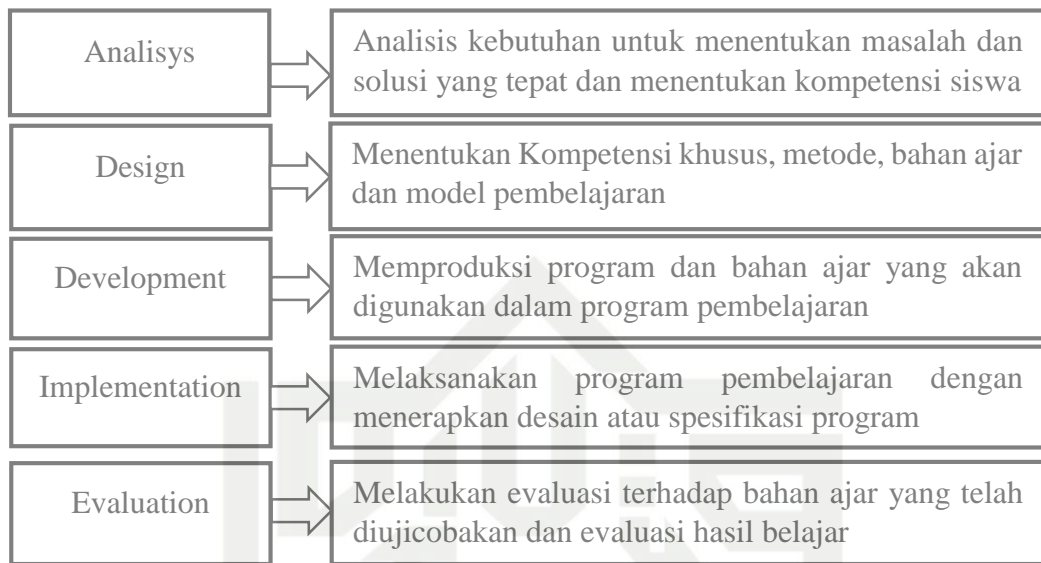 Analisys
Analisis kebutuhan untuk menentukan masalah dan
solusi yang tepat dan menentukan kompetensi siswa
Design
Menentukan Kompetensi khusus, metode, bahan ajar
dan model pembelajaran
Development
Memproduksi program dan bahan ajar yang akan
digunakan dalam program pembelajaran
Implementation
Melaksanakan program pembelajaran dengan
menerapkan desain atau spesifikasi program
Evaluation
Melakukan evaluasi terhadap bahan ajar yang telah
diujicobakan dan evaluasi hasil belajar